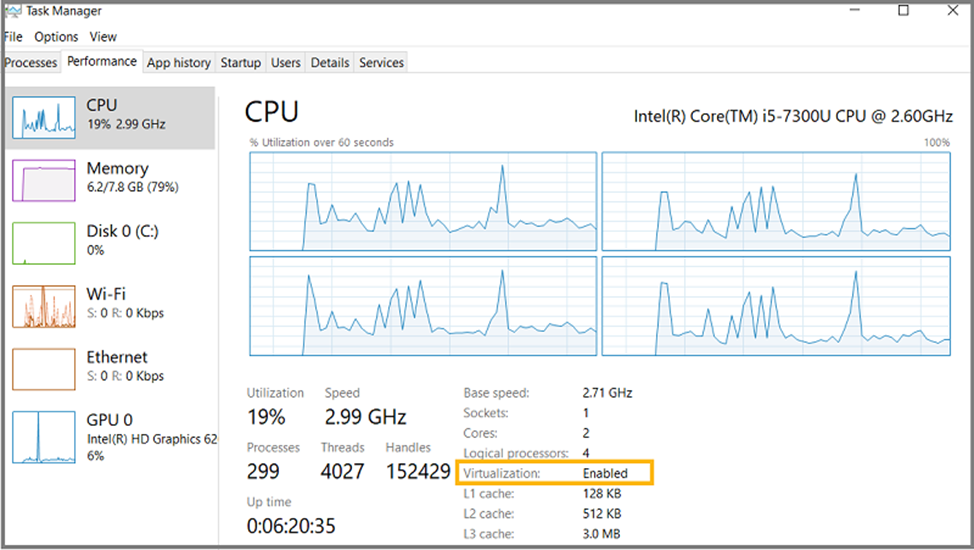 Task Manager
File Options View
Processes Performance App history Startup Users Details Services
CPU
19% 2.99 GHz
Memory
6.2/7.8 GB (79%)
Disk 0 (C:)
0%
Wi-Fi
S: 0 R: 0 Kbps
Ethernet
S: 0 R: 0 Kbps
GPU 0
Intel(R) HD Graphics 62
6%
CPU
Intel(R) Core(TM) i5-7300U CPU @ 2.60GHz
% Utilization over 60 seconds 100%
Utilization Speed
19% 2.99 GHz
Processes Threads Handles
299 4027 152429
Up time
0:06:20:35
Base speed: 2.71 GHz
Sockets: 1
Cores: 2
Logical processors: 4
Virtualization: Enabled
L1 cache: 128 KB
L2 cache: 512 KB
L3 cache: 3.0 MB